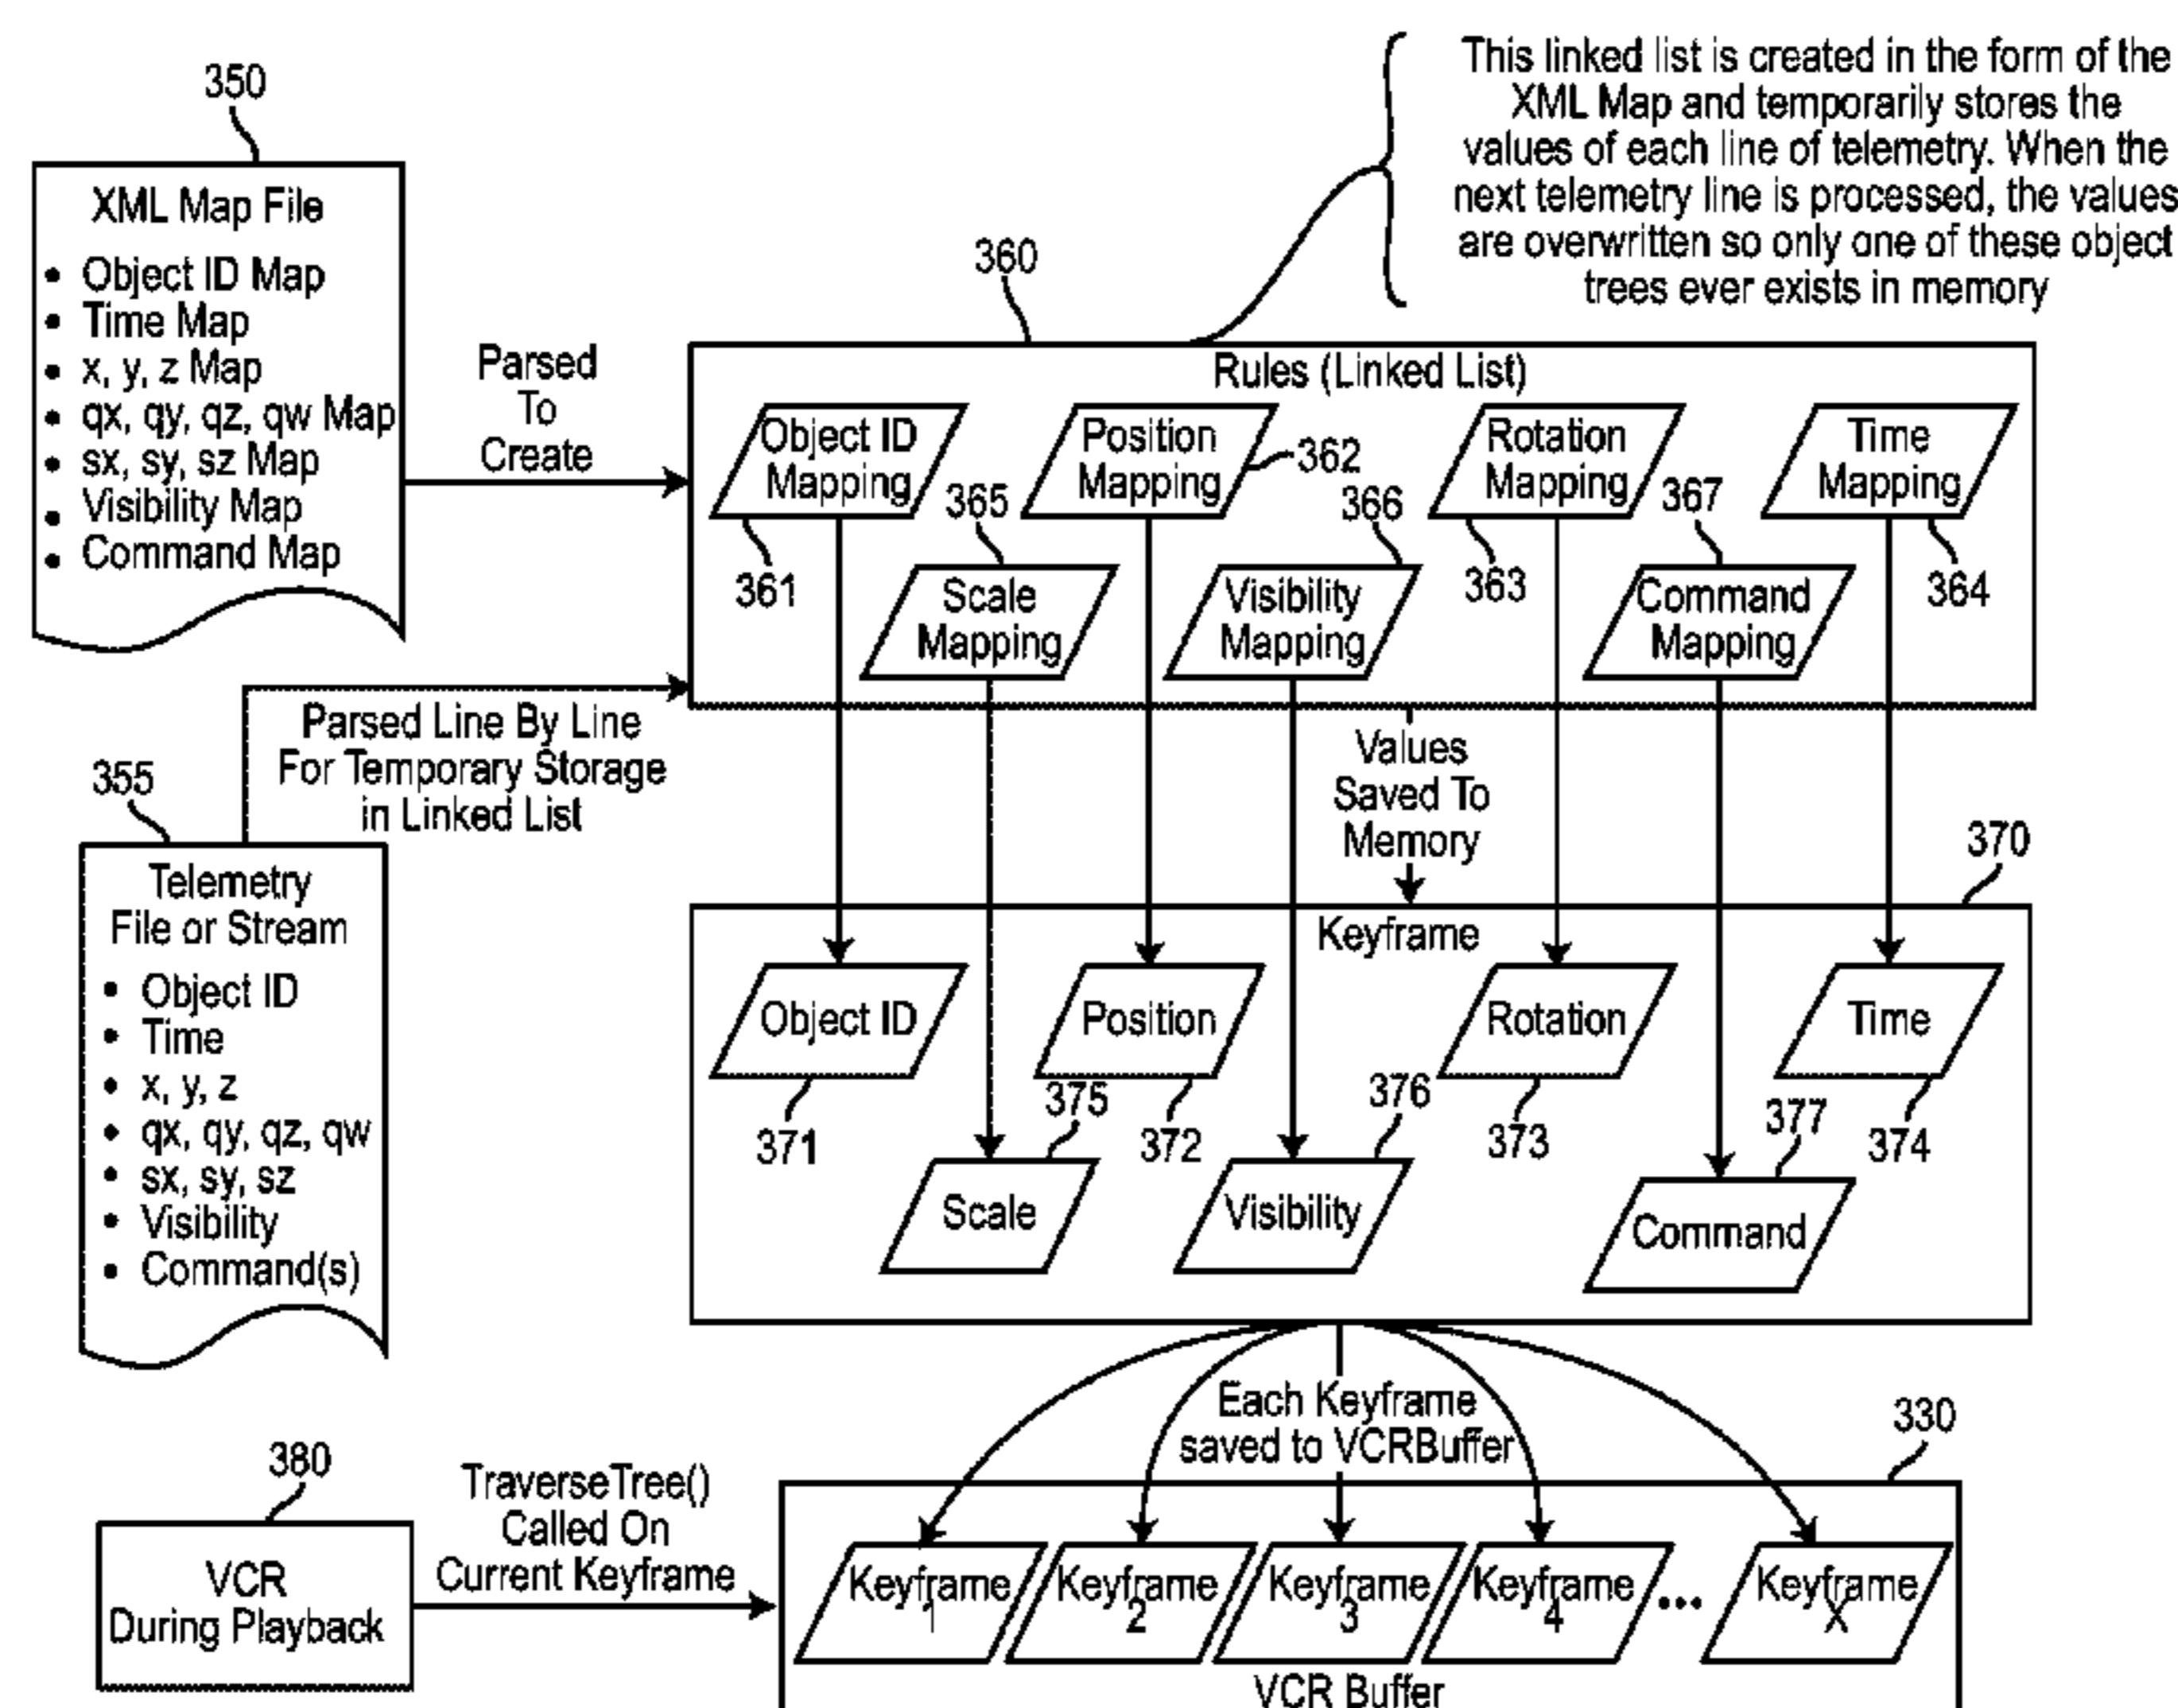 This linked list is created in the form of the
XML Map and temporarily stores the
values of each line of telemetry. When the
next telemetry line is processed, the values
are overwritten so only one of these object
trees ever exists in memory
350
XML Map File
• Object ID Map
• Time Map
• x, y, z Map
• qx, qy, qz, qw Map
• sx, sy, sz Map
• Visibility Map
• Command Map
Parsed
To
Create
360
Rules (Linked List)
Object ID
Mapping
361
Position
Mapping
362
Rotation
Mapping
363
Time
Mapping
364
365
Scale
Mapping
366
Visibility
Mapping
367
Command
Mapping
Parsed Line By Line
For Temporary Storage
in Linked List
355
Telemetry
File or Stream
• Object ID
• Time
• x, y, z
• qx, qy, qz, qw
• sx, sy, sz
• Visibility
• Command(s)
Values
Saved To
Memory
370
Keyframe
Object ID
371
Position
372
Rotation
373
Time
374
375
Scale
376
Visibility
377
Command
Each Keyframe
saved to VCRBuffer
330
380
VCR
During Playback
TraverseTree()
Called On
Current Keyframe
Keyframe
1
Keyframe
2
Keyframe
3
Keyframe
4
...
Keyframe
X
VCR Buffer